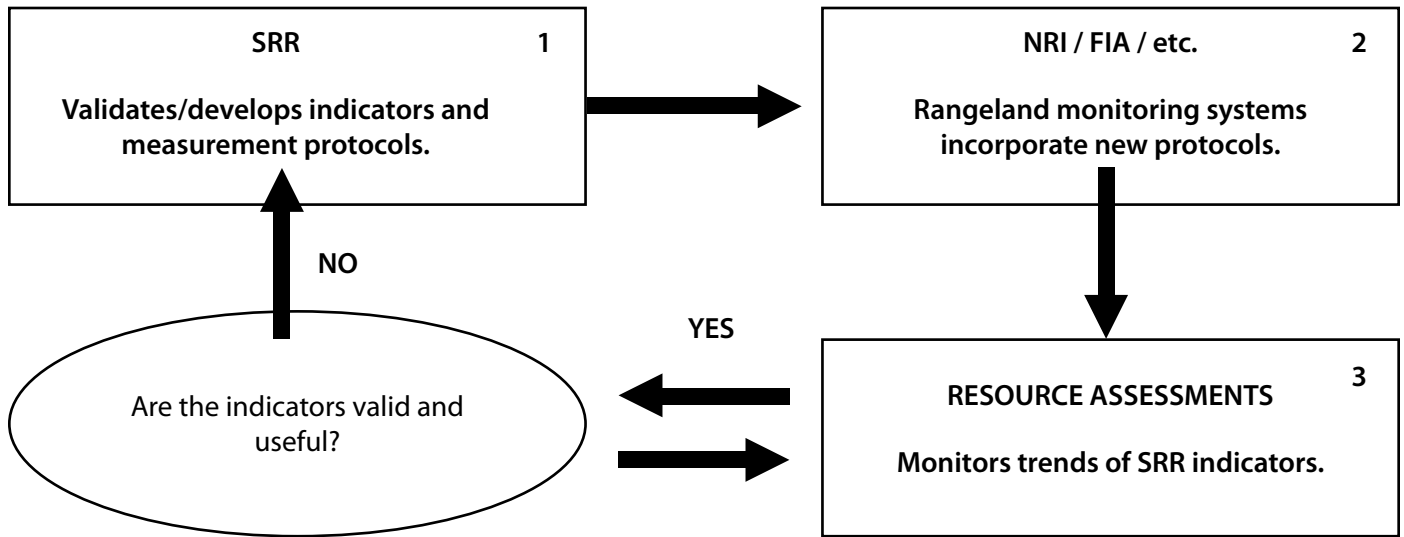 SRR 1
Validates/develops indicators and
measurement protocols.
NRI / FIA / etc. 2
Rangeland monitoring systems
incorporate new protocols.
NO
YES
Are the indicators valid and
useful?
3
RESOURCE ASSESSMENTS
Monitors trends of SRR indicators.